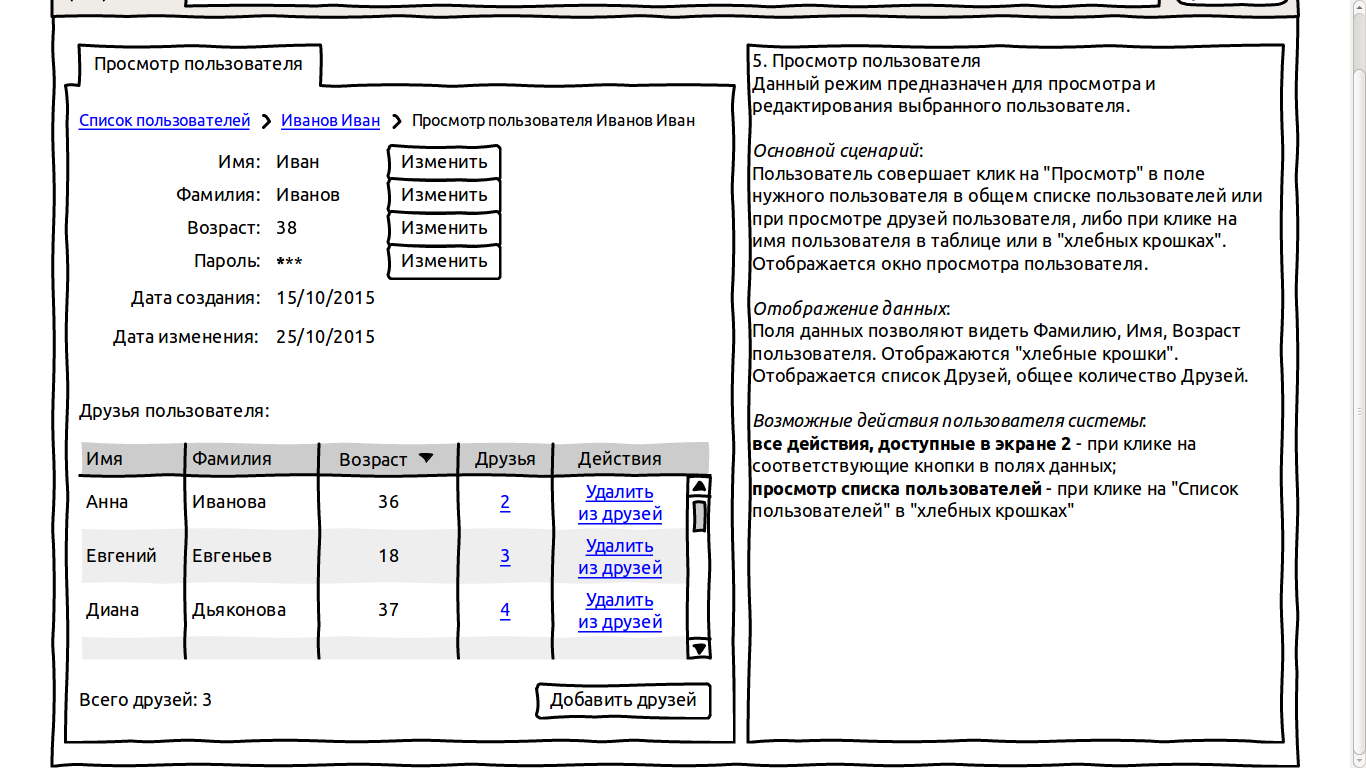 Просмотр пользователя
Список пользователей > Иванов Иван > Просмотр пользователя Иванов Иван
Имя: Иван Изменить
Фамилия: Иванов Изменить
Возраст: 38 Изменить
Пароль: *** Изменить
Дата создания: 15/10/2015
Дата изменения: 25/10/2015
Друзья пользователя:
Имя Фамилия Возраст Друзья Действия
Анна Иванова 36 2 Удалить
из друзей
Евгений Евгеньев 18 3 Удалить
из друзей
Диана Дьяконова 37 4 Удалить
из друзей
Всего друзей: 3 Добавить друзей
5. Просмотр пользователя
Данный режим предназначен для просмотра и
редактирования выбранного пользователя.
Основной сценарий:
Пользователь совершает клик на "Просмотр" в поле
нужного пользователя в общем списке пользователей или
при просмотре друзей пользователя, либо при клике на
имя пользователя в таблице или в "хлебных крошках".
Отображается окно просмотра пользователя.
Отображение данных:
Поля данных позволяют видеть Фамилию, Имя, Возраст
пользователя. Отображаются "хлебные крошки".
Отображается список Друзей, общее количество Друзей.
Возможные действия пользователя системы:
все действия, доступные в экране 2 - при клике на
соответствующие кнопки в полях данных;
просмотр списка пользователей - при клике на "Список
пользователей" в "хлебных крошках"